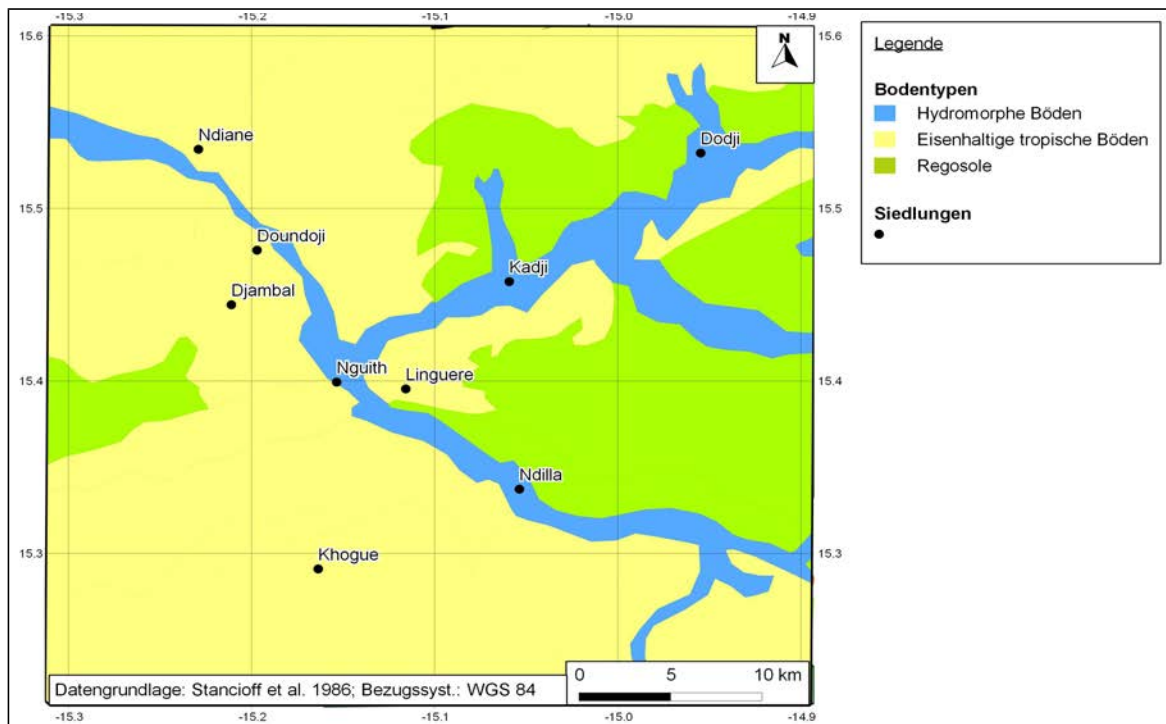 -15.3 -15.2 -15.1 -15.0 -14.9
15.6 15.6
N
Ndiane
Dodji
15.5 15.5
Doundoji
Kadji
Djambal
15.4 15.4
Nguith
Linguere
Ndilla
15.3 15.3
Khogue
0 5 10 km
Datengrundlage: Stancioff et al. 1986; Bezugssyst.: WGS 84
-15.3 -15.2 -15.1 -15.0 -14.9
Legende
Bodentypen
Hydromorphe Böden
Eisenhaltige tropische Böden
Regosole
Siedlungen